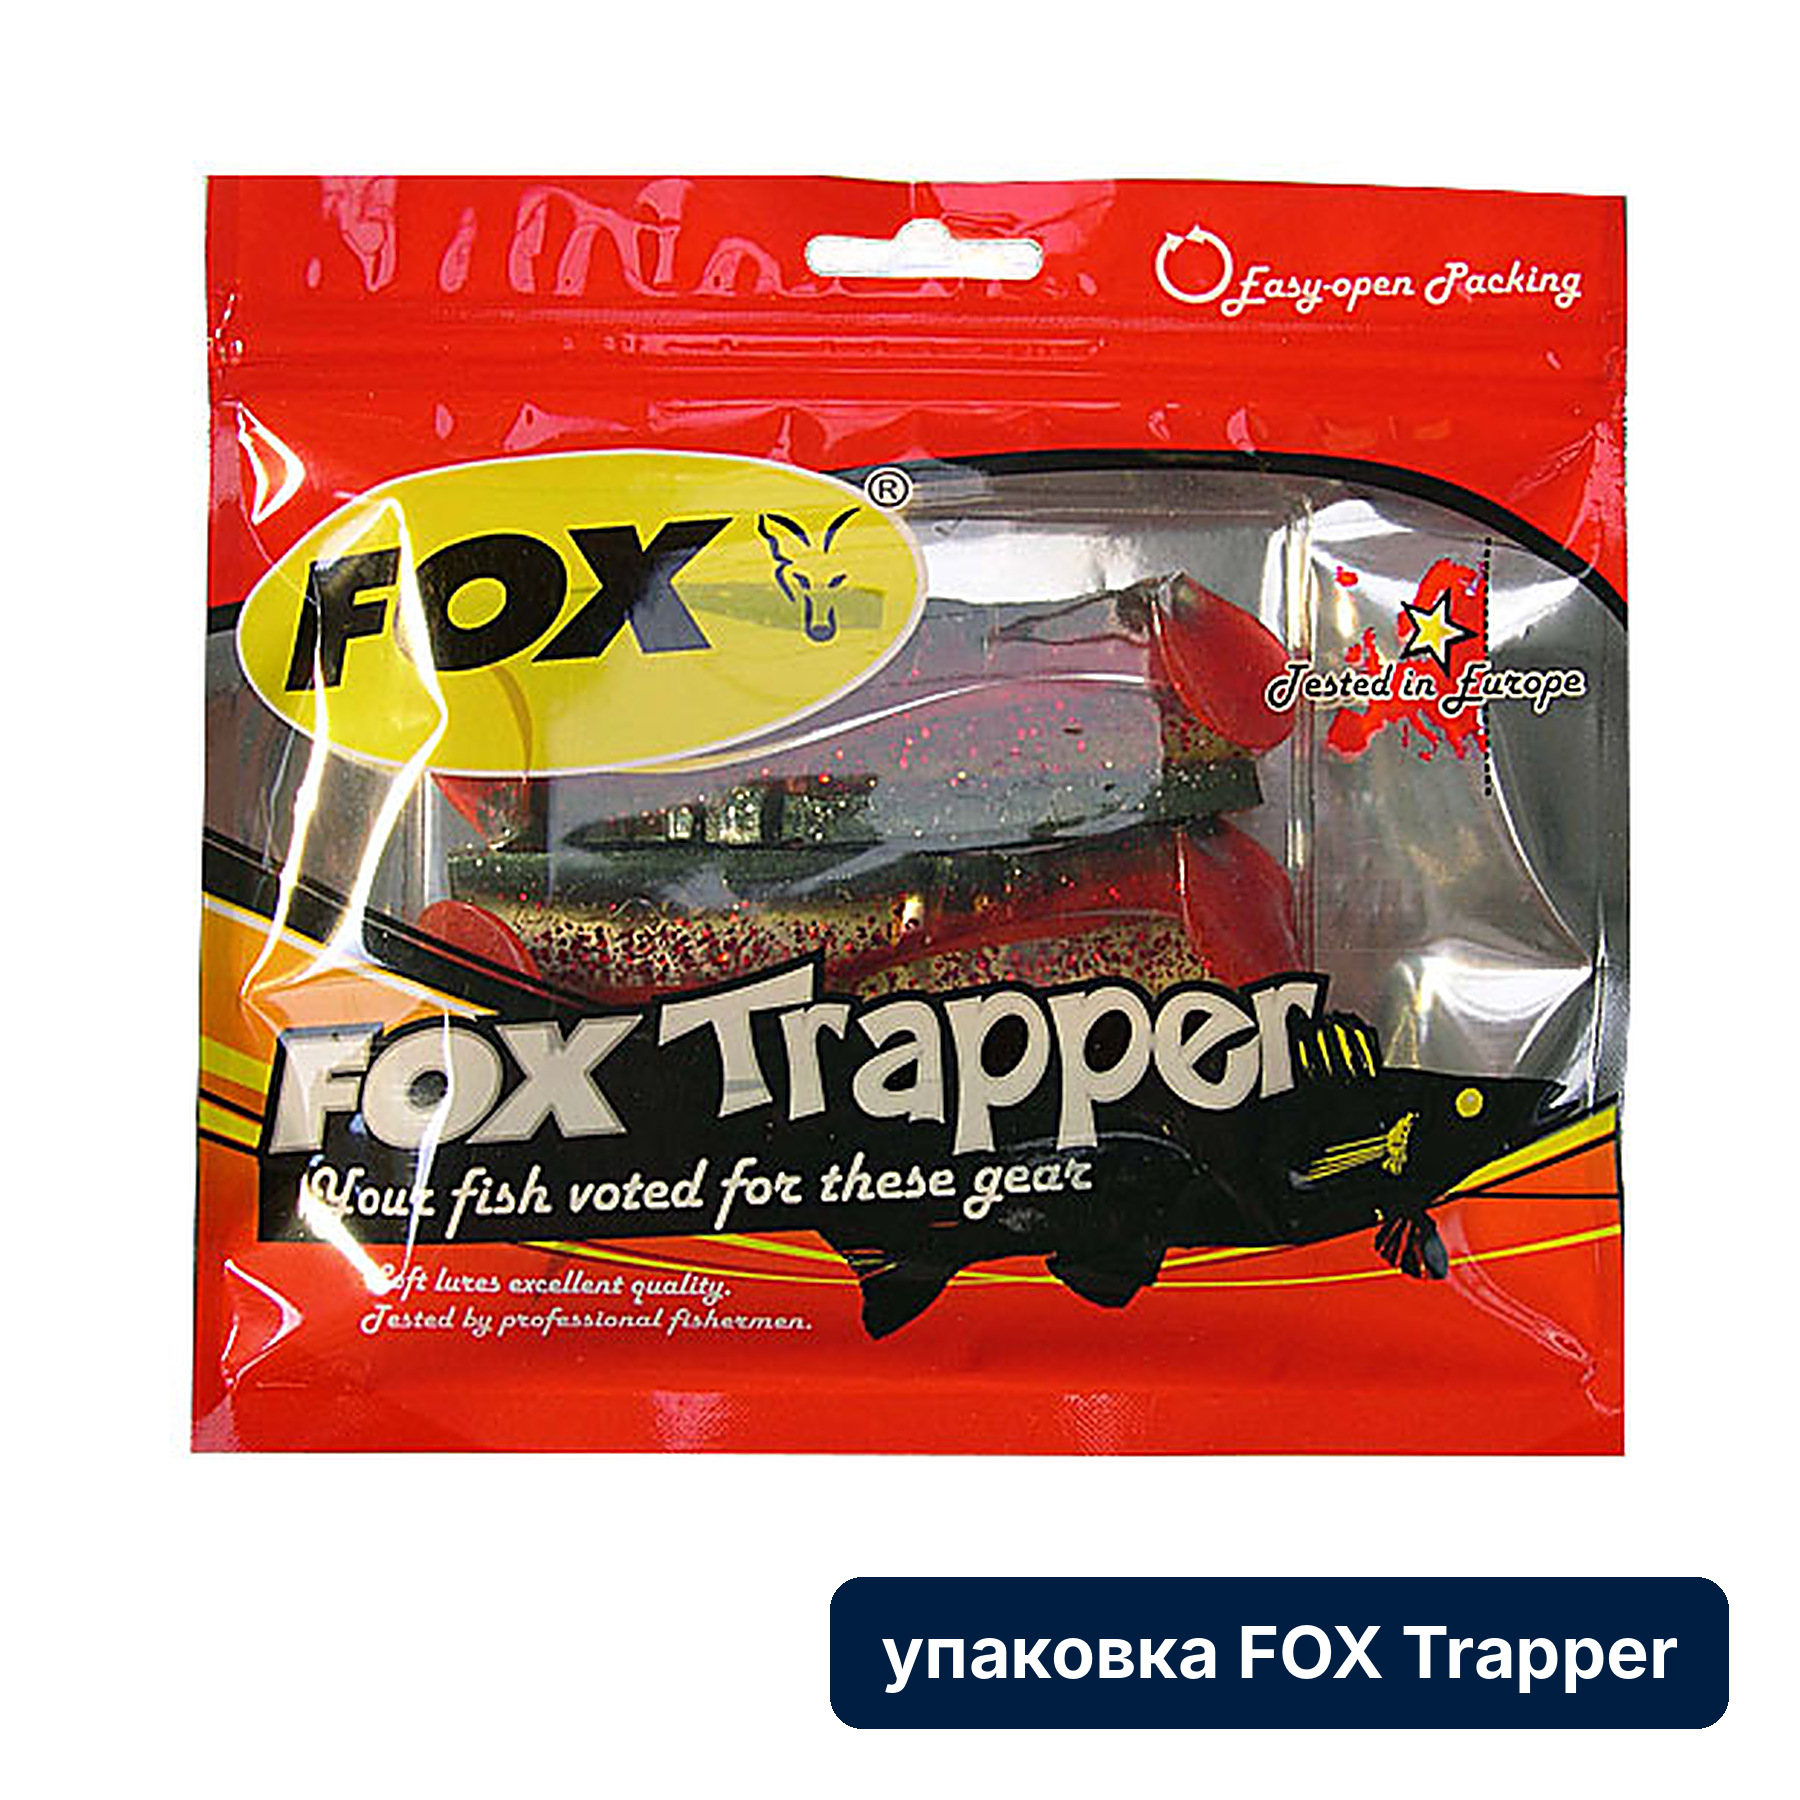 Easy-open Packing
FOX ®
Tested in Europe
FOX Trapper
Your fish voted for these gear
Soft lures excellent quality.
Tested by professional fishermen.
упаковка FOX Trapper